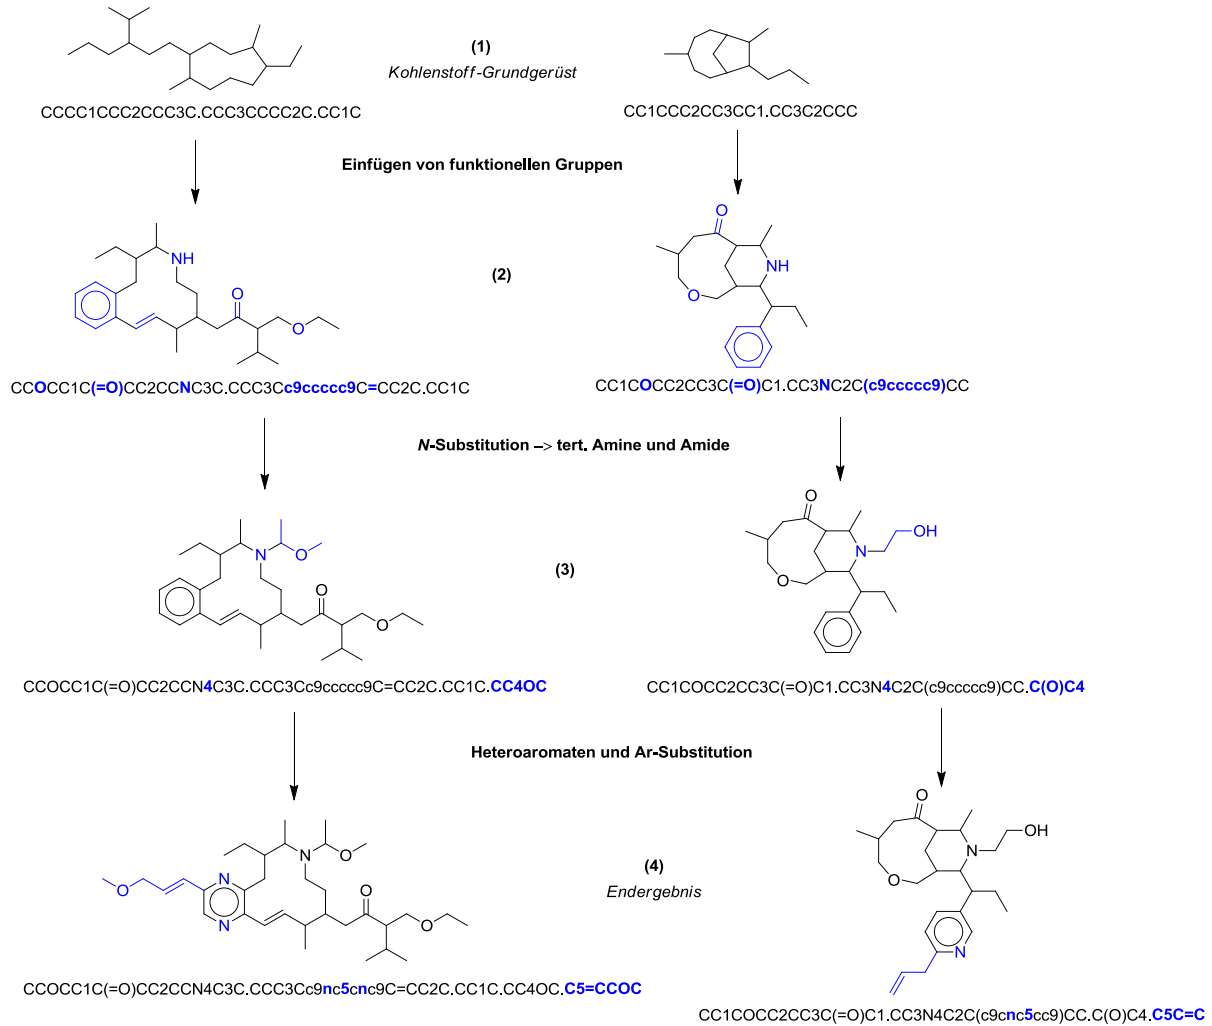 (1)
Kohlenstoff-Grundgerüst
CCCC1CCC2CCC3C.CCC3CCCC2C.CC1C
CC1CCC2CC3CC1.CC3C2CCC
Einfügen von funktionellen Gruppen
NH
O
O
(2)
O
NH
O
CCOCC1C(=O)CC2CCNC3C.CCC3Cc9ccccc9C=CC2C.CC1C
CC1COCC2CC3C(=O)C1.CC3NC2C(c9ccccc9)CC
N-Substitution –> tert. Amine und Amide
N
O
O
O
(3)
O
OH
N
O
CCOCC1C(=O)CC2CCN4C3C.CCC3Cc9ccccc9C=CC2C.CC1C.CC4OC
CC1COCC2CC3C(=O)C1.CC3N4C2C(c9ccccc9)CC.C(O)C4
Heteroaromaten und Ar-Substitution
O
N
N
N
O
O
O
(4)
Endergebnis
O
OH
N
O
N
CCOCC1C(=O)CC2CCN4C3C.CCC3Cc9nc5cnc9C=CC2C.CC1C.CC4OC.C5=CCOC
CC1COCC2CC3C(=O)C1.CC3N4C2C(c9cnc5cc9)CC.C(O)C4.C5C=C